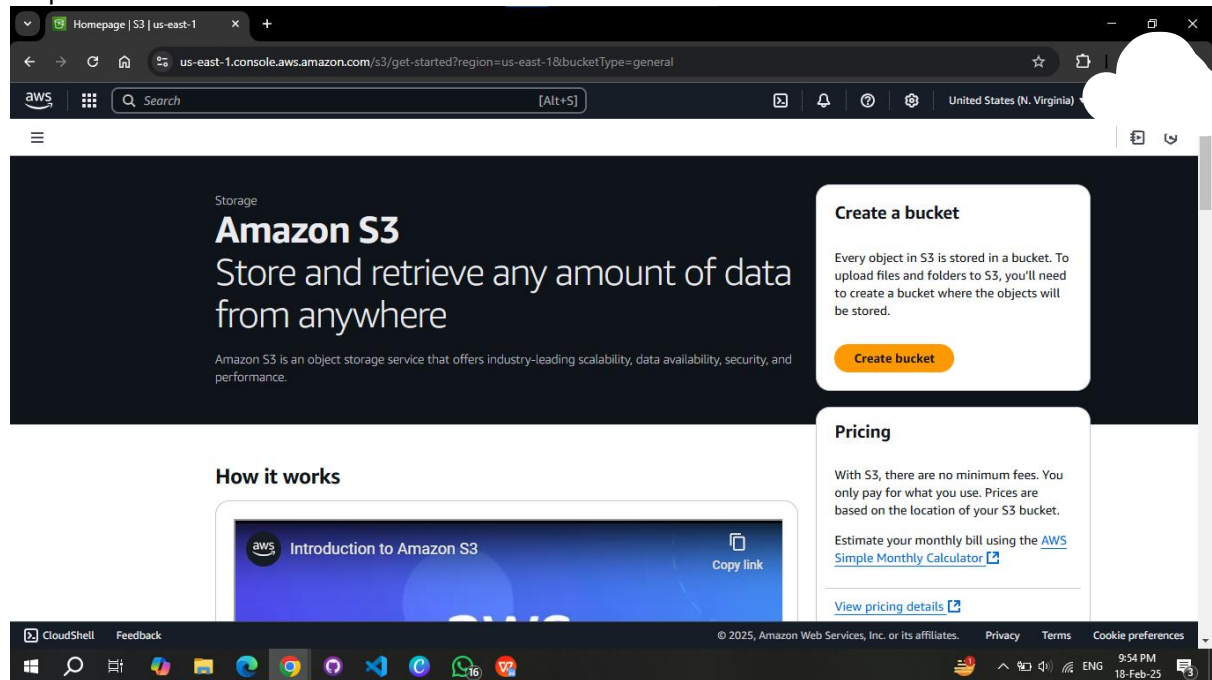 Homepage | S3 | us-east-1
us-east-1.console.aws.amazon.com/s3/get-started?region=us-east-1&bucketType=general
aws
Search
[Alt+S]
United States (N. Virginia)
Storage
Amazon S3
Store and retrieve any amount of data
from anywhere
Amazon S3 is an object storage service that offers industry-leading scalability, data availability, security, and
performance.
Create a bucket
Every object in S3 is stored in a bucket. To
upload files and folders to S3, you'll need
to create a bucket where the objects will
be stored.
Create bucket
Pricing
With S3, there are no minimum fees. You
only pay for what you use. Prices are
based on the location of your S3 bucket.
Estimate your monthly bill using the AWS
Simple Monthly Calculator
View pricing details
How it works
aws
Introduction to Amazon S3
Copy link
CloudShell
Feedback
© 2025, Amazon Web Services, Inc. or its affiliates.
Privacy
Terms
Cookie preferences
16
ENG
9:54 PM
18-Feb-25
3